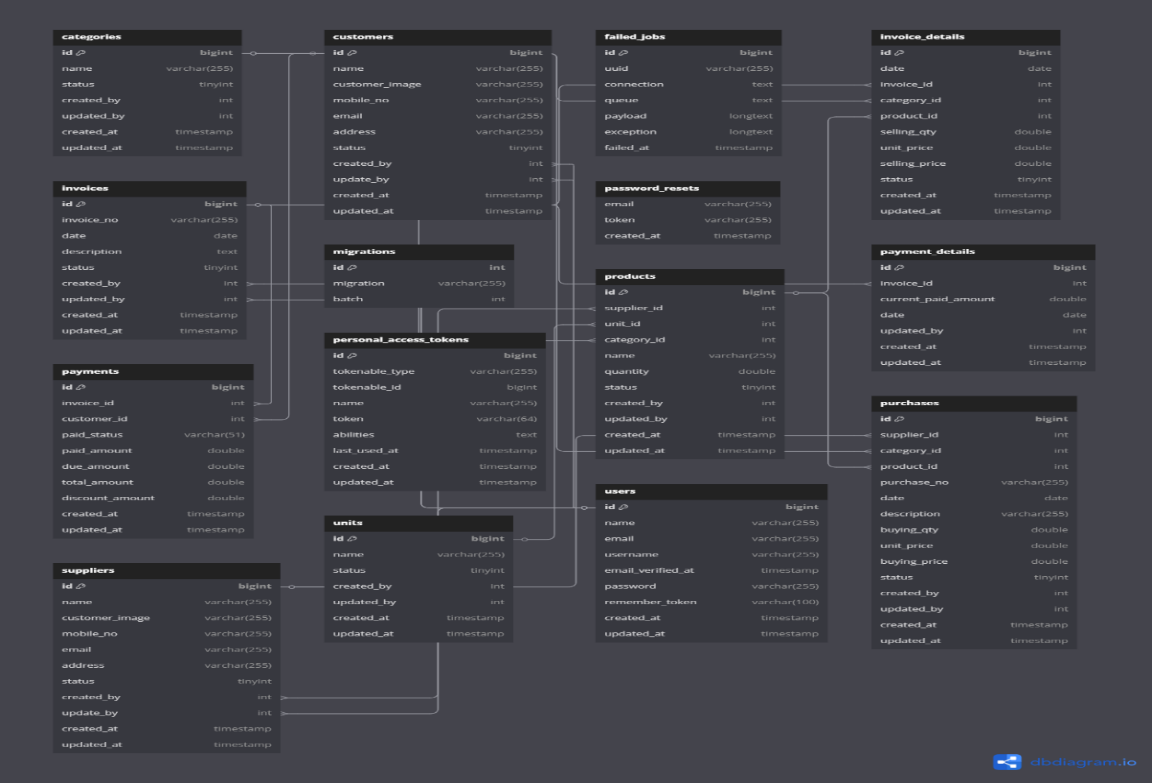 categories
id bigint
name varchar(255)
status tinyint
created_by int
updated_by int
created_at timestamp
updated_at timestamp
invoices
id bigint
invoice_no varchar(255)
date date
description text
status tinyint
created_by int
updated_by int
created_at timestamp
updated_at timestamp
payments
id bigint
invoice_id int
customer_id int
paid_status varchar(51)
paid_amount double
due_amount double
total_amount double
discount_amount double
created_at timestamp
updated_at timestamp
suppliers
id bigint
name varchar(255)
customer_image varchar(255)
mobile_no varchar(255)
email varchar(255)
address varchar(255)
status tinyint
created_by int
update_by int
created_at timestamp
updated_at timestamp
customers
id bigint
name varchar(255)
customer_image varchar(255)
mobile_no varchar(255)
email varchar(255)
address varchar(255)
status tinyint
created_by int
update_by int
created_at timestamp
updated_at timestamp
migrations
id int
migration varchar(255)
batch int
personal_access_tokens
id bigint
tokenable_type varchar(255)
tokenable_id bigint
name varchar(255)
token varchar(64)
abilities text
last_used_at timestamp
created_at timestamp
updated_at timestamp
units
id bigint
name varchar(255)
status tinyint
created_by int
updated_by int
created_at timestamp
updated_at timestamp
failed_jobs
id bigint
uuid varchar(255)
connection text
queue text
payload longtext
exception longtext
failed_at timestamp
password_resets
email varchar(255)
token varchar(255)
created_at timestamp
products
id bigint
supplier_id int
unit_id int
category_id int
name varchar(255)
quantity double
status tinyint
created_by int
updated_by int
created_at timestamp
updated_at timestamp
users
id bigint
name varchar(255)
email varchar(255)
username varchar(255)
email_verified_at timestamp
password varchar(255)
remember_token varchar(100)
created_at timestamp
updated_at timestamp
invoice_details
id bigint
date date
invoice_id int
category_id int
product_id int
selling_qty double
unit_price double
selling_price double
status tinyint
created_at timestamp
updated_at timestamp
payment_details
id bigint
invoice_id int
current_paid_amount double
date date
updated_by int
created_at timestamp
updated_at timestamp
purchases
id bigint
supplier_id int
category_id int
product_id int
purchase_no varchar(255)
date date
description varchar(255)
buying_qty double
unit_price double
buying_price double
status tinyint
created_by int
updated_by int
created_at timestamp
updated_at timestamp
dbdiagram.io